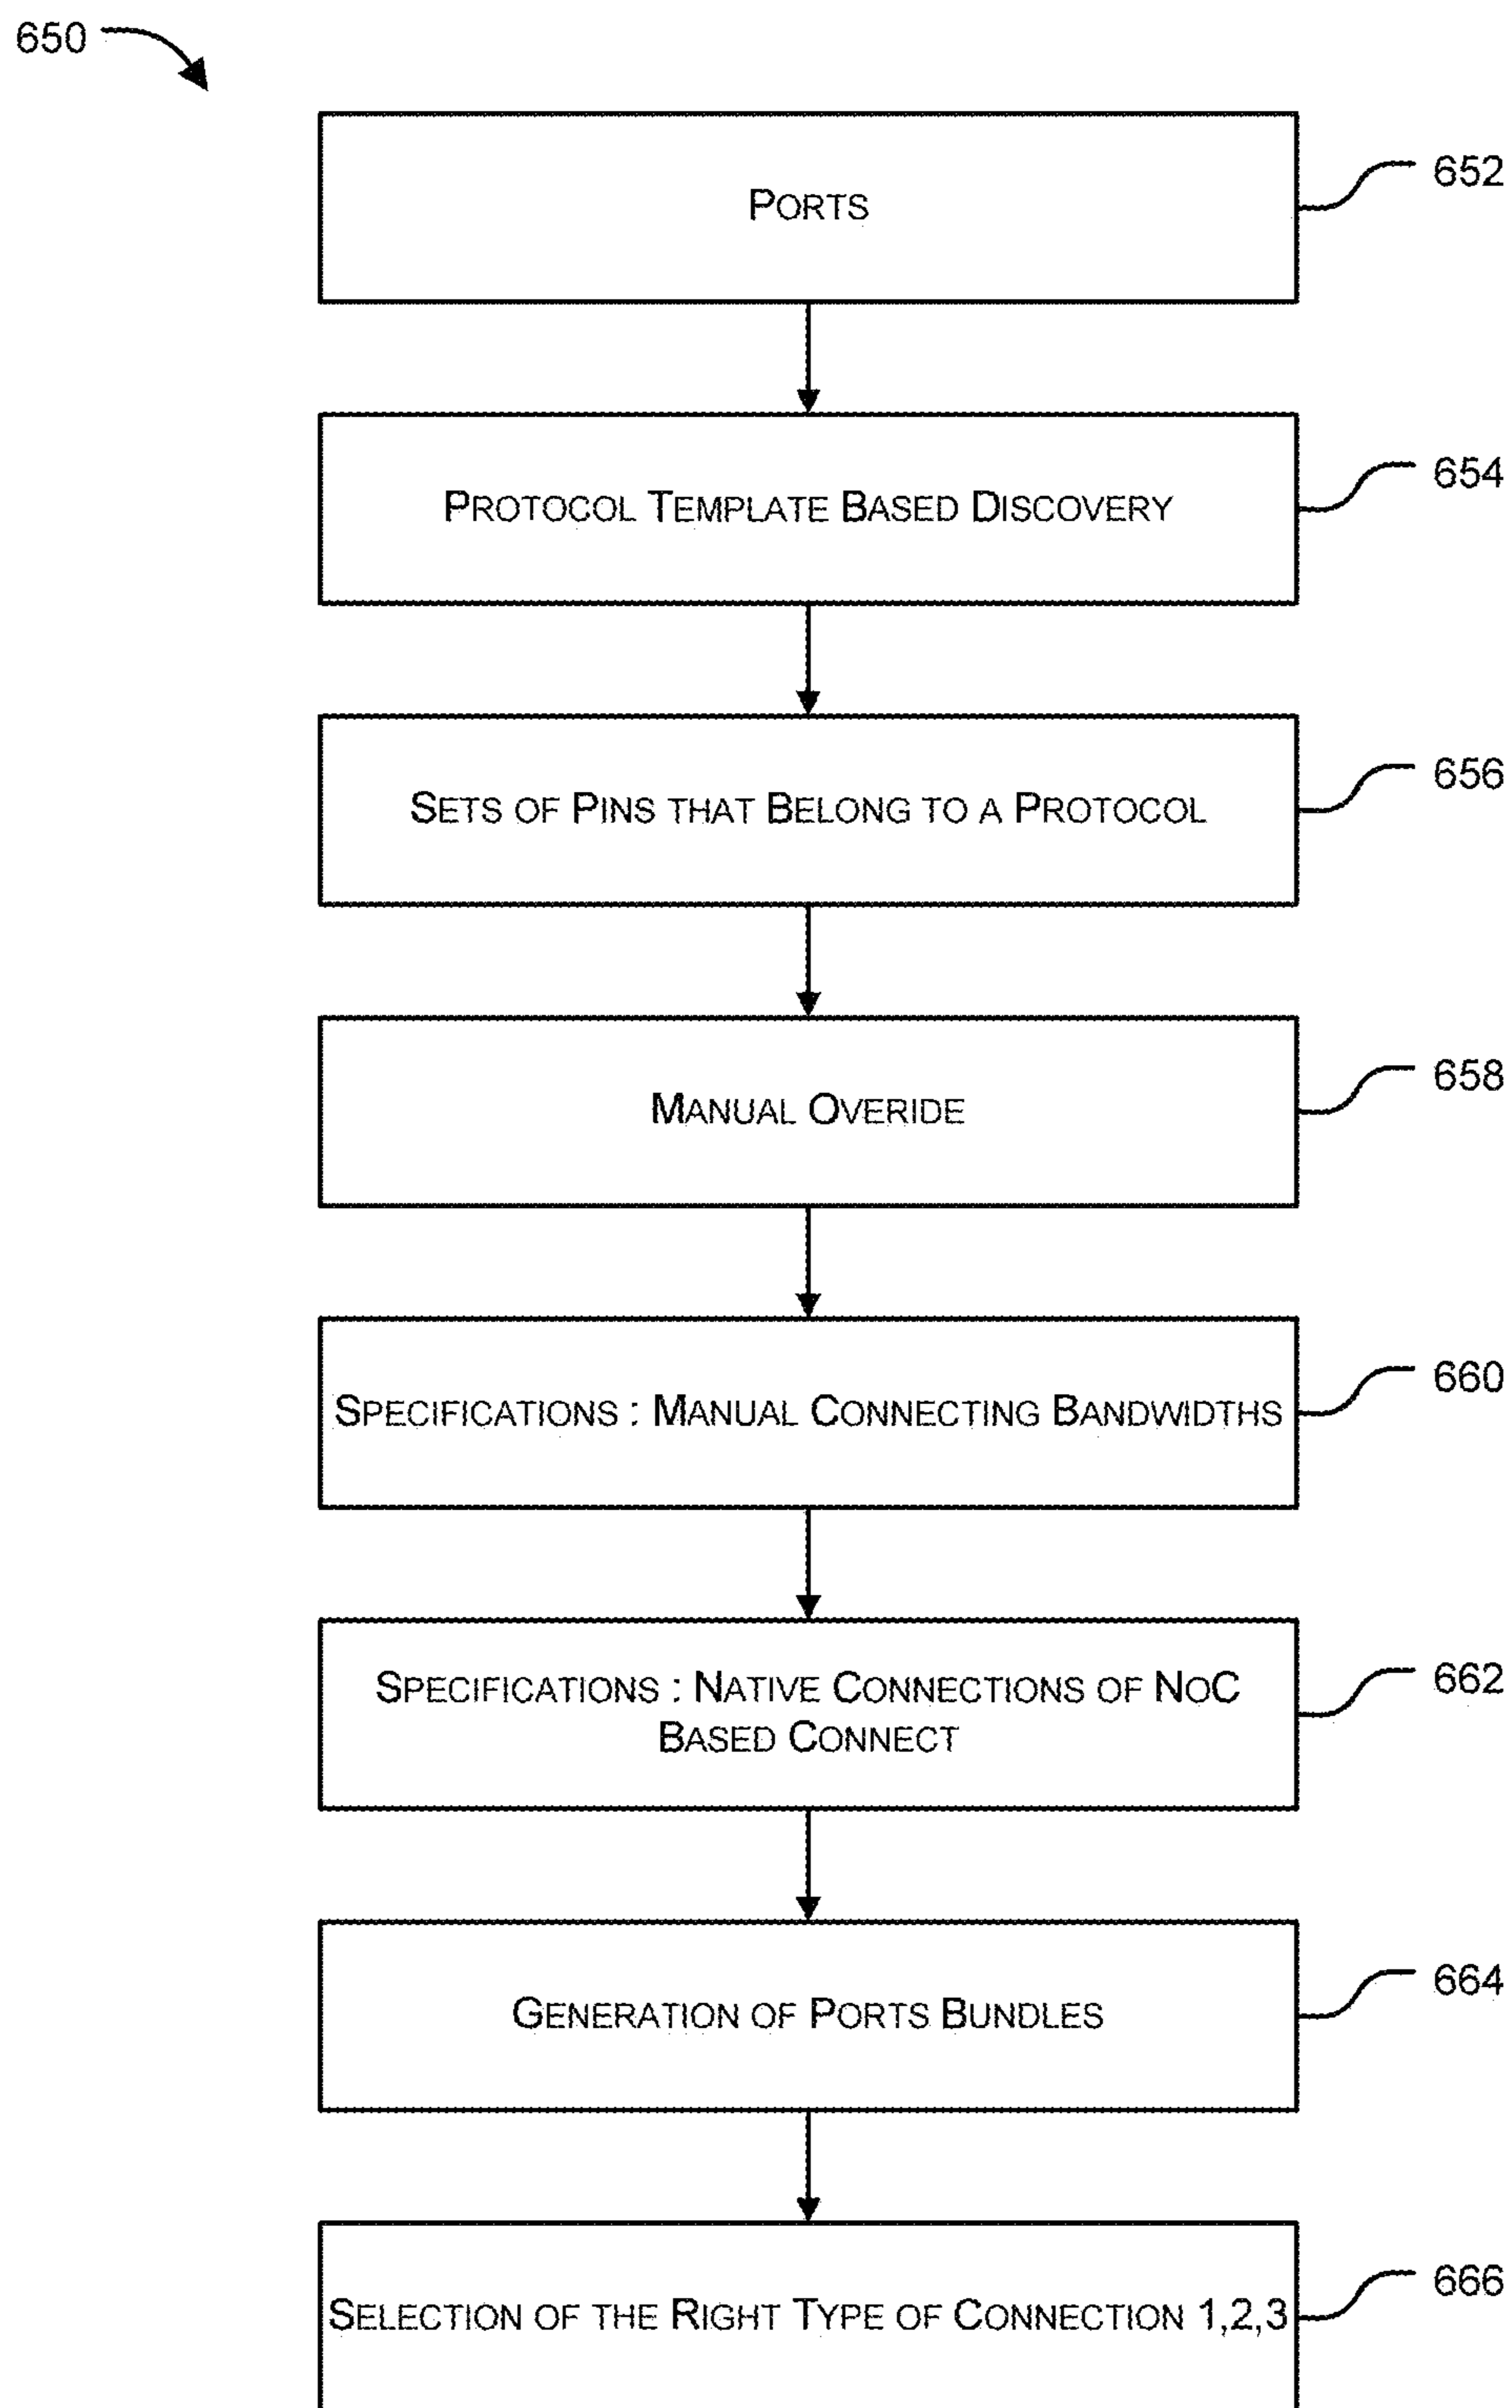 650
PORTS
652
PROTOCOL TEMPLATE BASED DISCOVERY
654
SETS OF PINS THAT BELONG TO A PROTOCOL
656
MANUAL OVERIDE
658
SPECIFICATIONS : MANUAL CONNECTING BANDWIDTHS
660
SPECIFICATIONS : NATIVE CONNECTIONS OF NOC
BASED CONNECT
662
GENERATION OF PORTS BUNDLES
664
SELECTION OF THE RIGHT TYPE OF CONNECTION 1,2,3
666